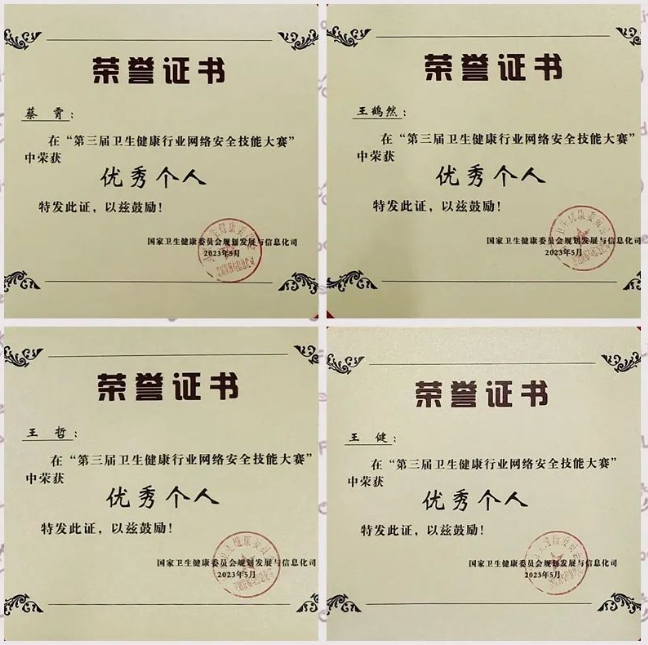 荣誉证书
蔡霄：
在“第三届卫生健康行业网络安全技能大赛”
中荣获
优秀个人
特发此证，以兹鼓励！
国家卫生健康委员会规划发展与信息化司
2023年5月
荣誉证书
王鹤然：
在“第三届卫生健康行业网络安全技能大赛”
中荣获
优秀个人
特发此证，以兹鼓励！
国家卫生健康委员会规划发展与信息化司
2023年5月
荣誉证书
王哲：
在“第三届卫生健康行业网络安全技能大赛”
中荣获
优秀个人
特发此证，以兹鼓励！
国家卫生健康委员会规划发展与信息化司
2023年5月
荣誉证书
王健：
在“第三届卫生健康行业网络安全技能大赛”
中荣获
优秀个人
特发此证，以兹鼓励！
国家卫生健康委员会规划发展与信息化司
2023年5月